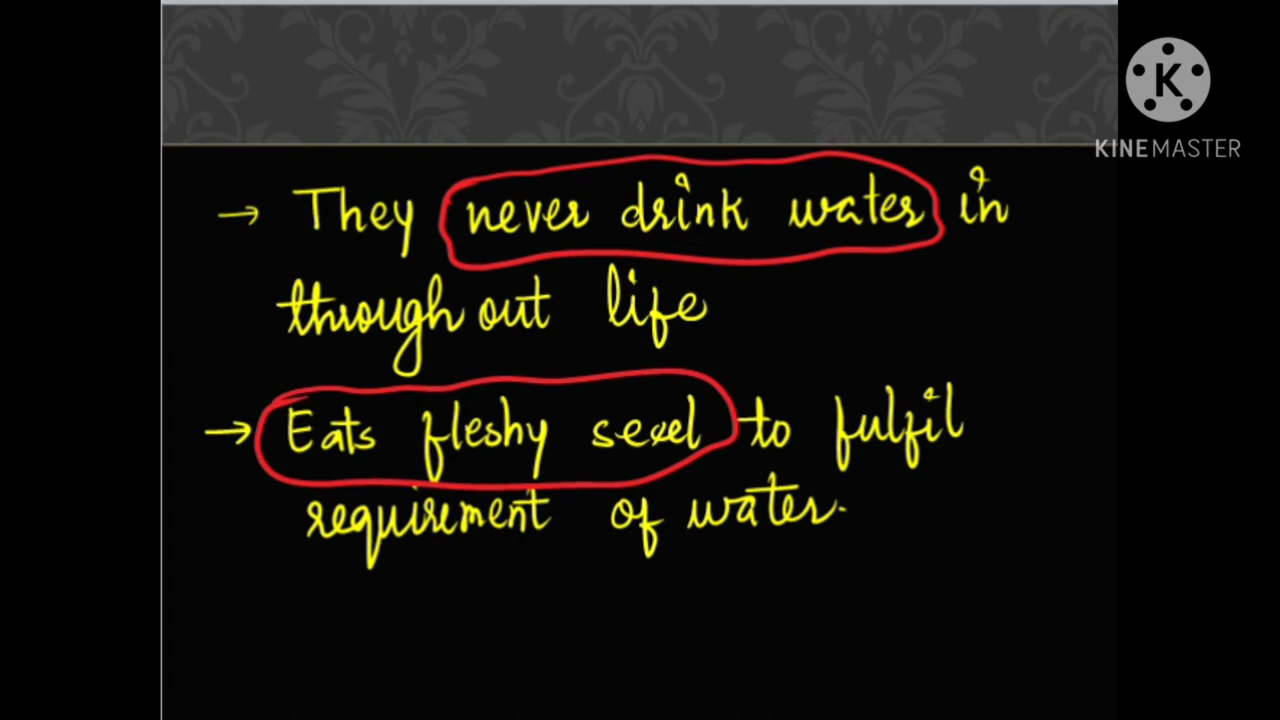 K
KINEMASTER
→ They never drink water in
through out life
→ Eats fleshy seed to fulfil
requirement of water.